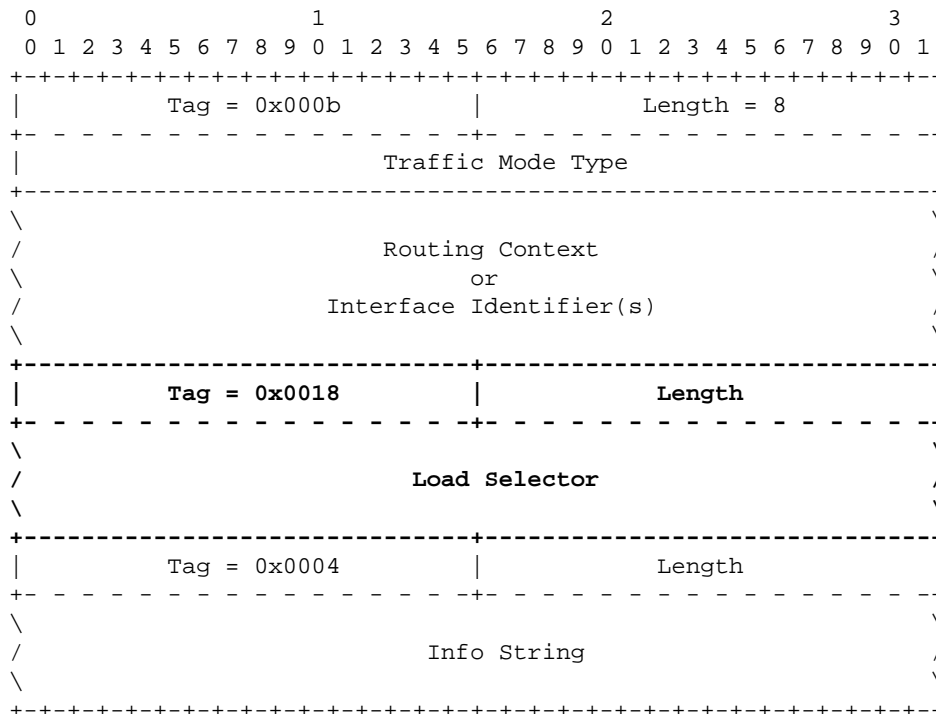 0                   1                   2                   3
 0 1 2 3 4 5 6 7 8 9 0 1 2 3 4 5 6 7 8 9 0 1 2 3 4 5 6 7 8 9 0 1
+-+-+-+-+-+-+-+-+-+-+-+-+-+-+-+-+-+-+-+-+-+-+-+-+-+-+-+-+-+-+-+--
|          Tag = 0x000b         |           Length = 8
+- - - - - - - - - - - - - - - -+- - - - - - - - - - - - - - - --
|                         Traffic Mode Type
+----------------------------------------------------------------
\                                                               \
/                         Routing Context                       /
\                               or                              \
/                     Interface Identifier(s)                   /
\                                                               \
+-------------------------------+--------------------------------
|          Tag = 0x0018         |            Length
+- - - - - - - - - - - - - - - -+- - - - - - - - - - - - - - - --
\                                                               \
/                           Load Selector                       /
\                                                               \
+-------------------------------+--------------------------------
|          Tag = 0x0004         |            Length
+- - - - - - - - - - - - - - - -+- - - - - - - - - - - - - - - --
\                                                               \
/                            Info String                        /
\                                                               \
+-+-+-+-+-+-+-+-+-+-+-+-+-+-+-+-+-+-+-+-+-+-+-+-+-+-+-+-+-+-+-+--